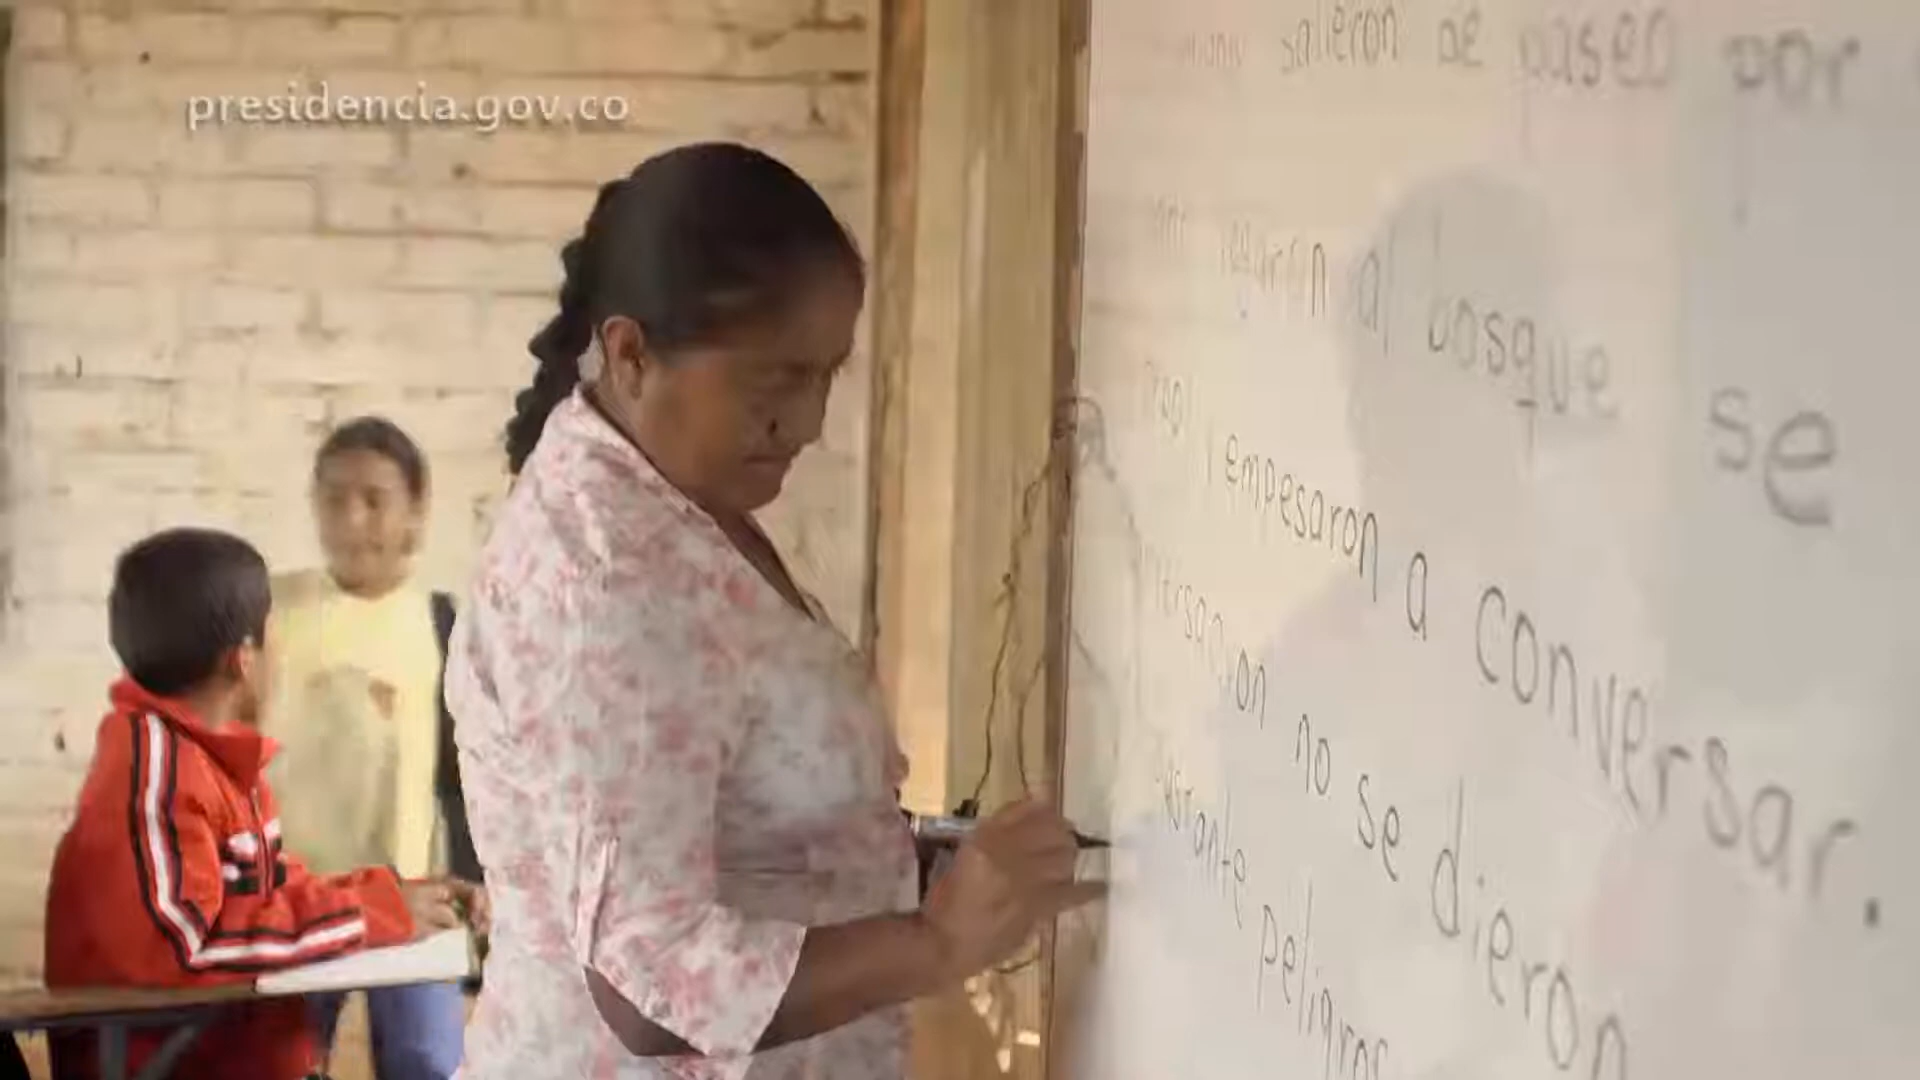 presidencia.gov.co
salieron de paseo por
al bosque se
empesaron a conversar.
no se dieron
peligros